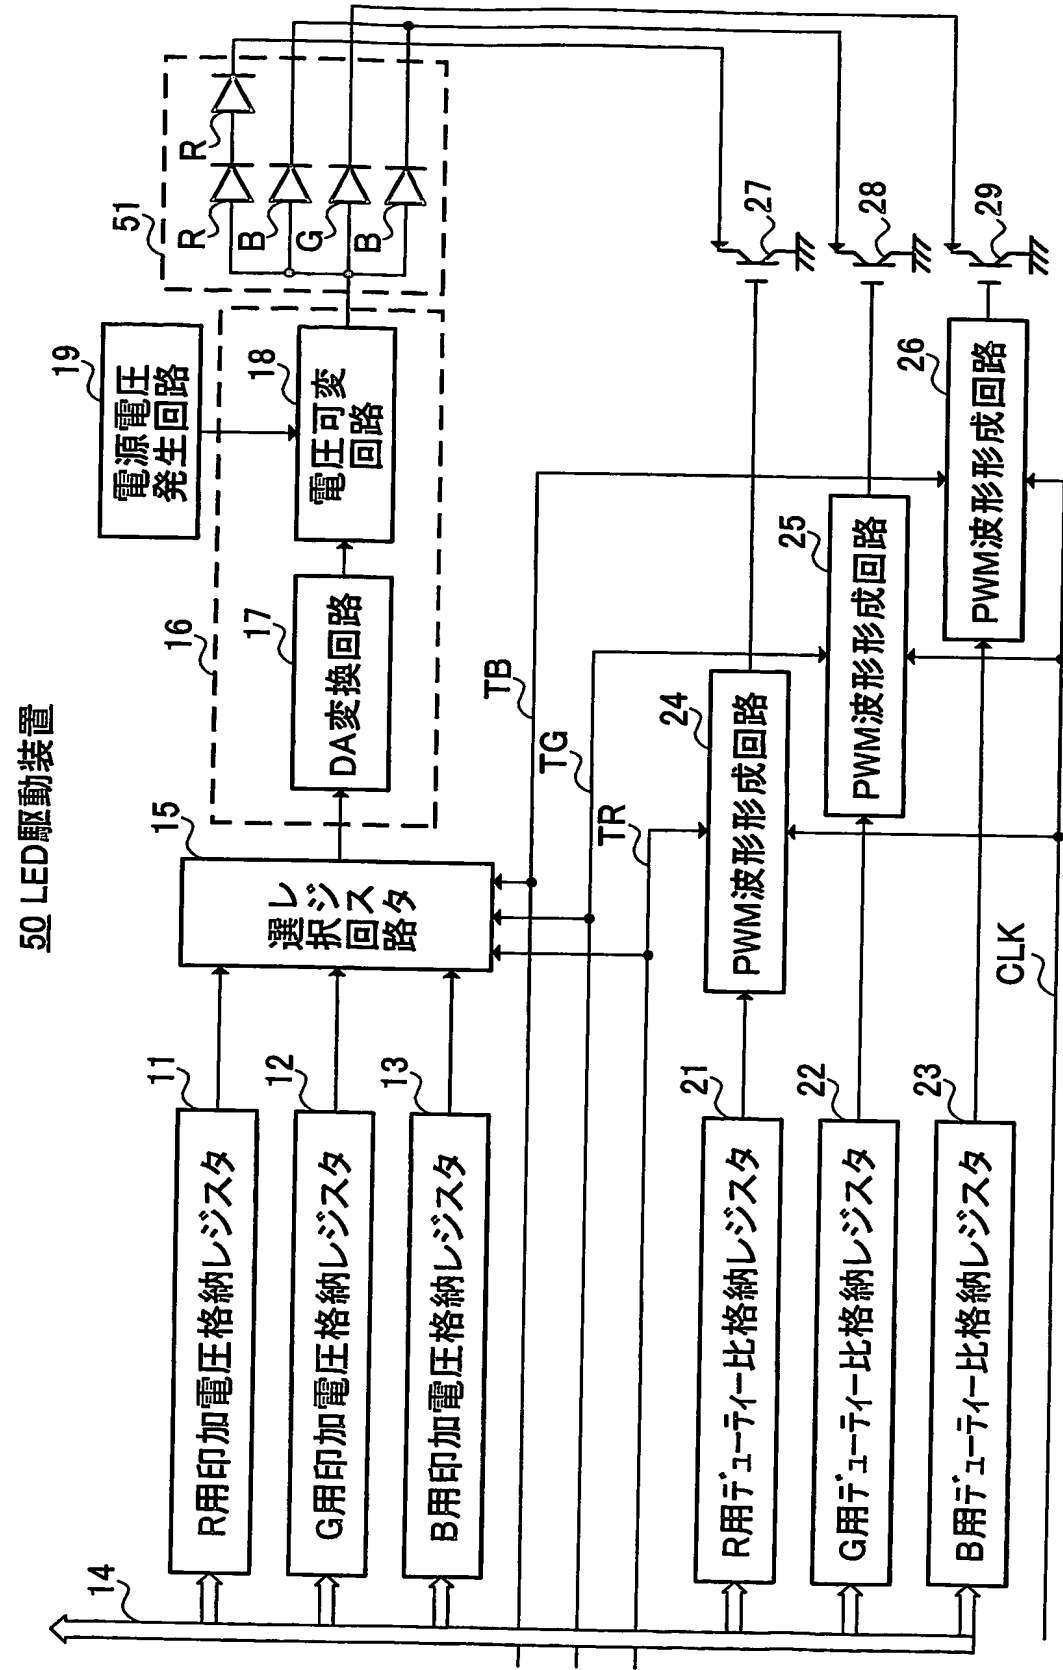 50 LED駆動装置
14
R用印加電圧格納レジスタ
11
G用印加電圧格納レジスタ
12
B用印加電圧格納レジスタ
13
レジスタ
選択回路
15
16
DA変換回路
17
電圧可変
回路
18
電源電圧
発生回路
19
51
R
R
B
G
B
TB
TG
TR
R用デューティー比格納レジスタ
21
G用デューティー比格納レジスタ
22
B用デューティー比格納レジスタ
23
PWM波形形成回路
24
PWM波形形成回路
25
PWM波形形成回路
26
27
28
29
CLK